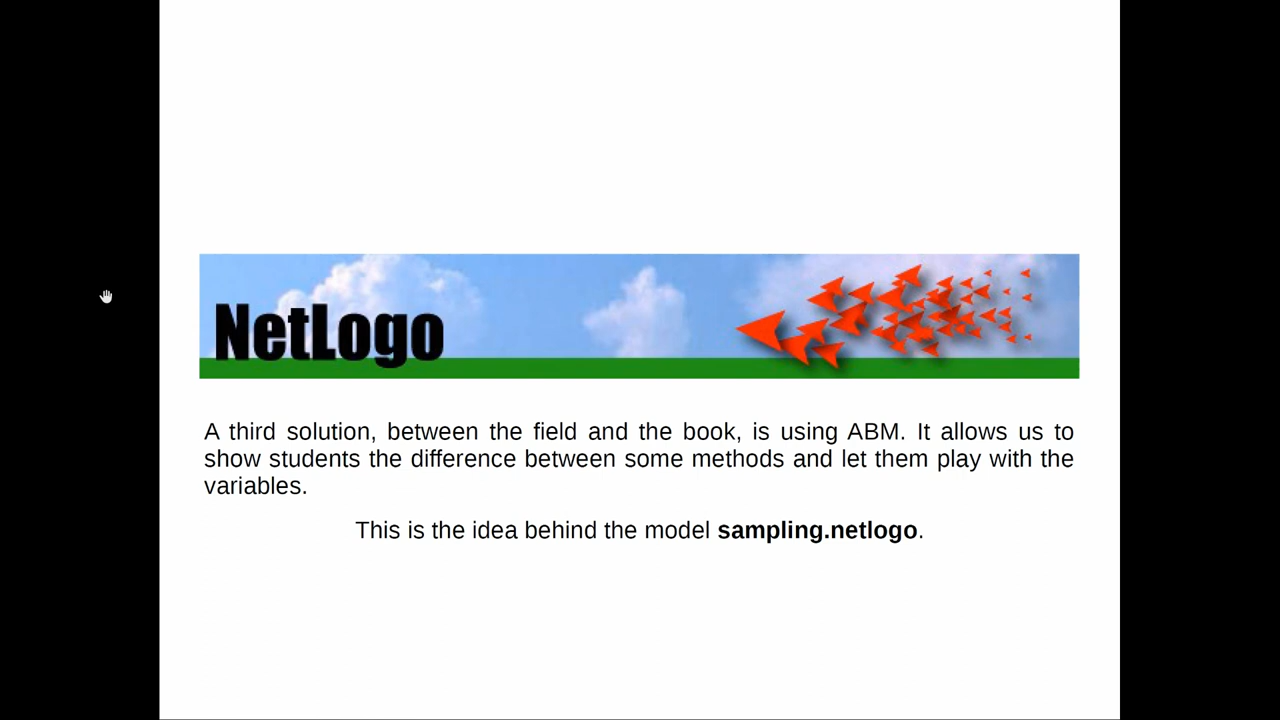 NetLogo
A third solution, between the field and the book, is using ABM. It allows us to
show students the difference between some methods and let them play with the
variables.
This is the idea behind the model sampling.netlogo.